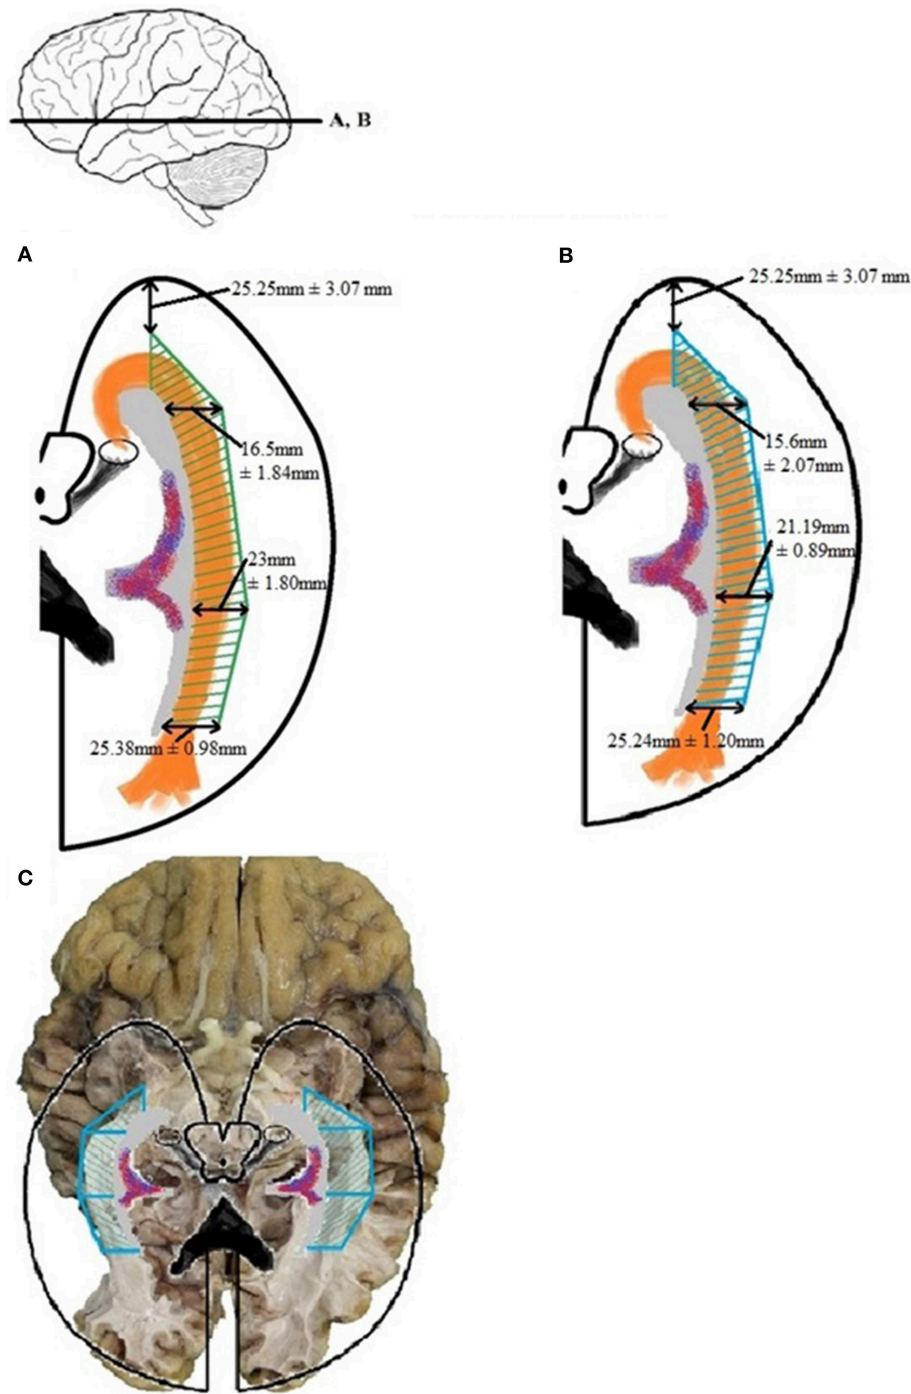 A, B
A
B
25.25mm ± 3.07 mm
25.25mm ± 3.07 mm
16.5mm
± 1.84mm
15.6mm
± 2.07mm
23mm
± 1.80mm
21.19mm
± 0.89mm
25.38mm ± 0.98mm
25.24mm ± 1.20mm
C